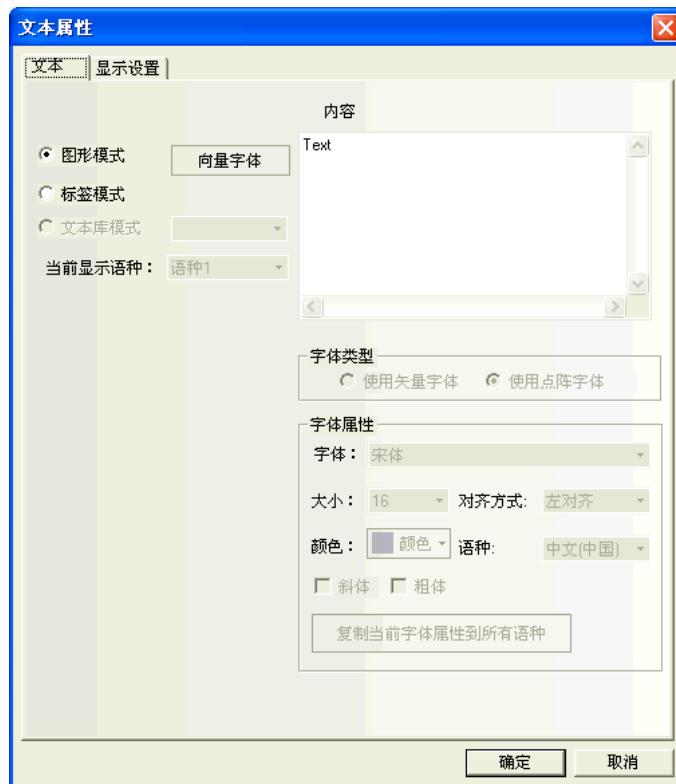 文本属性
文本 显示设置
内容
图形模式 向量字体 Text
标签模式
文本库模式
当前显示语种： 语种1
字体类型
使用矢量字体 使用点阵字体
字体属性
字体： 宋体
大小： 16 对齐方式: 左对齐
颜色： 颜色 语种: 中文(中国)
斜体 粗体
复制当前字体属性到所有语种
确定 取消